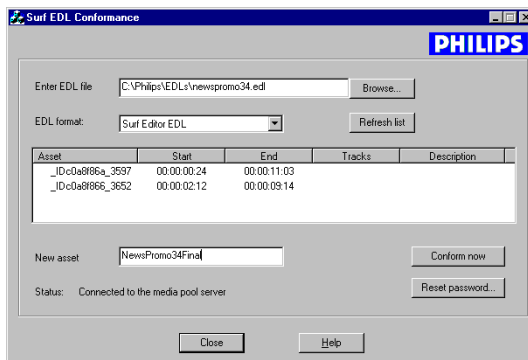 Surf EDL Conformance
PHILIPS
Enter EDL file C:\Philips\EDLs\newspromo34.edl Browse...
EDL format: Surf Editor EDL Refresh list
Asset Start End Tracks Description
_IDc0a8f86a_3597 00:00:00:24 00:00:11:03
_IDc0a8f866_3652 00:00:02:12 00:00:09:14
New asset NewsPromo34Final Conform now
Status: Connected to the media pool server Reset password...
Close Help